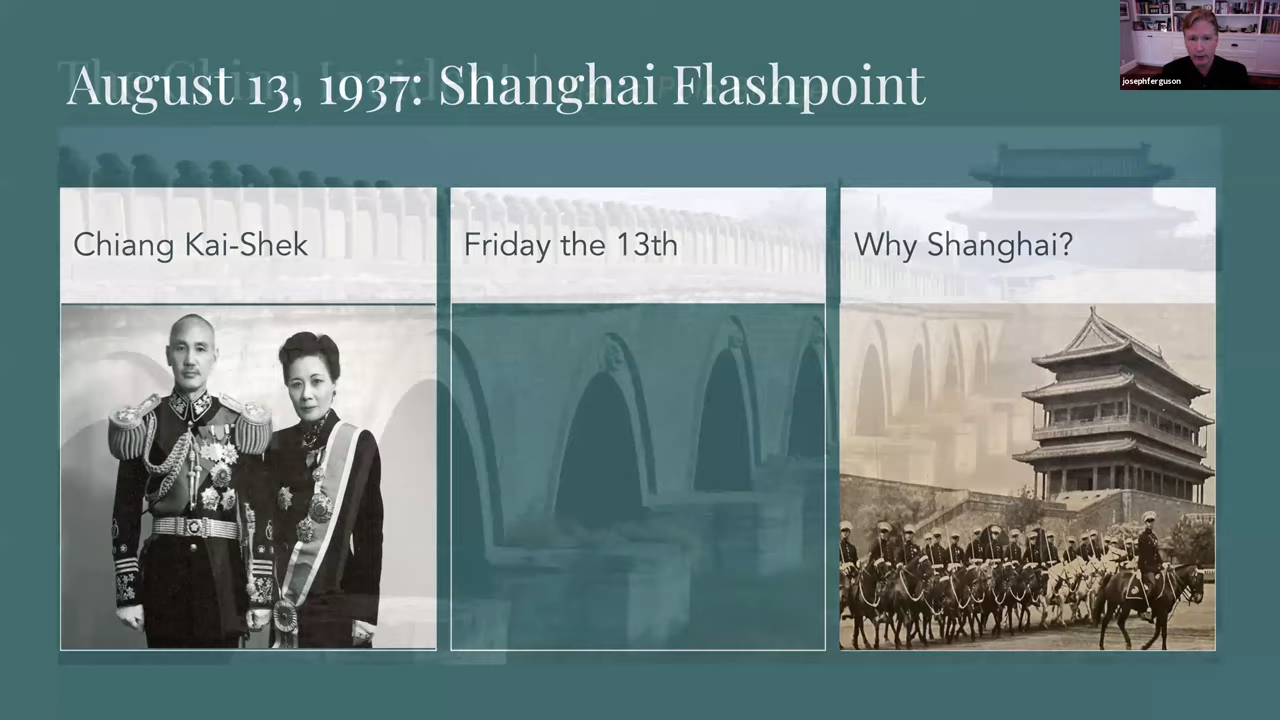 August 13, 1937: Shanghai Flashpoint
josephferguson
Chiang Kai-Shek
Friday the 13th
Why Shanghai?